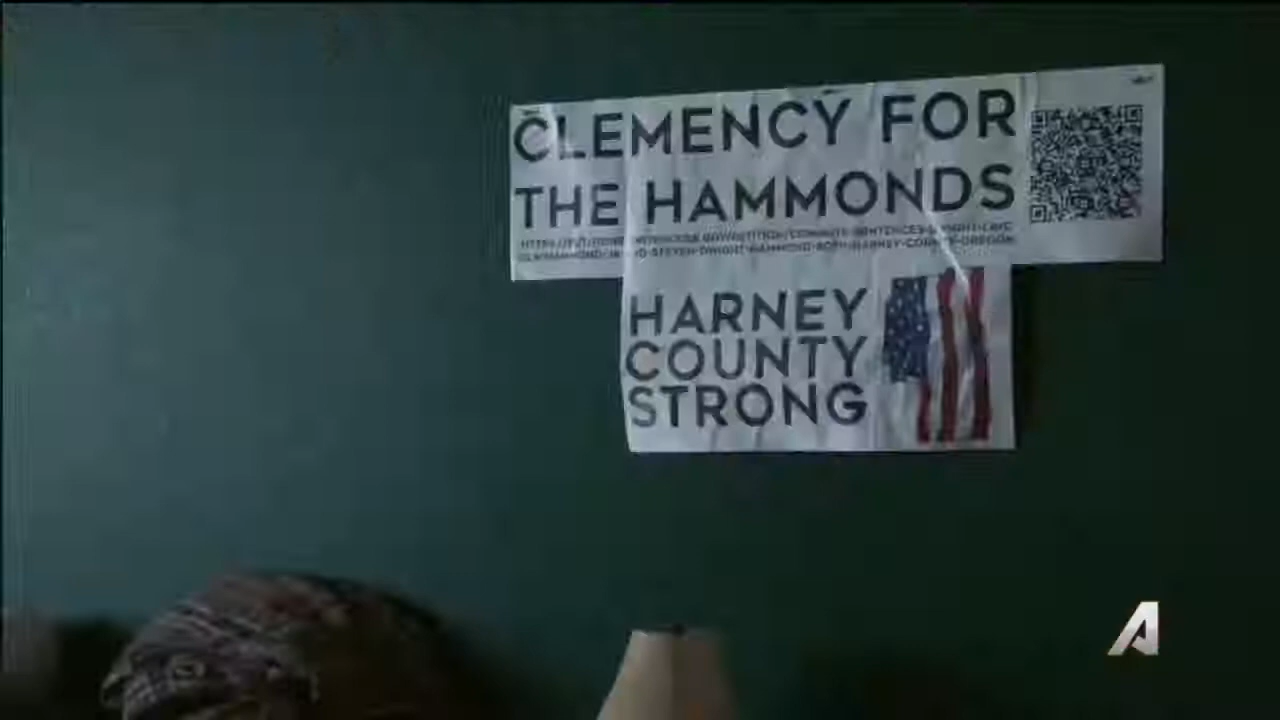 CLEMENCY FOR
THE HAMMONDS
HARNEY
COUNTY
STRONG